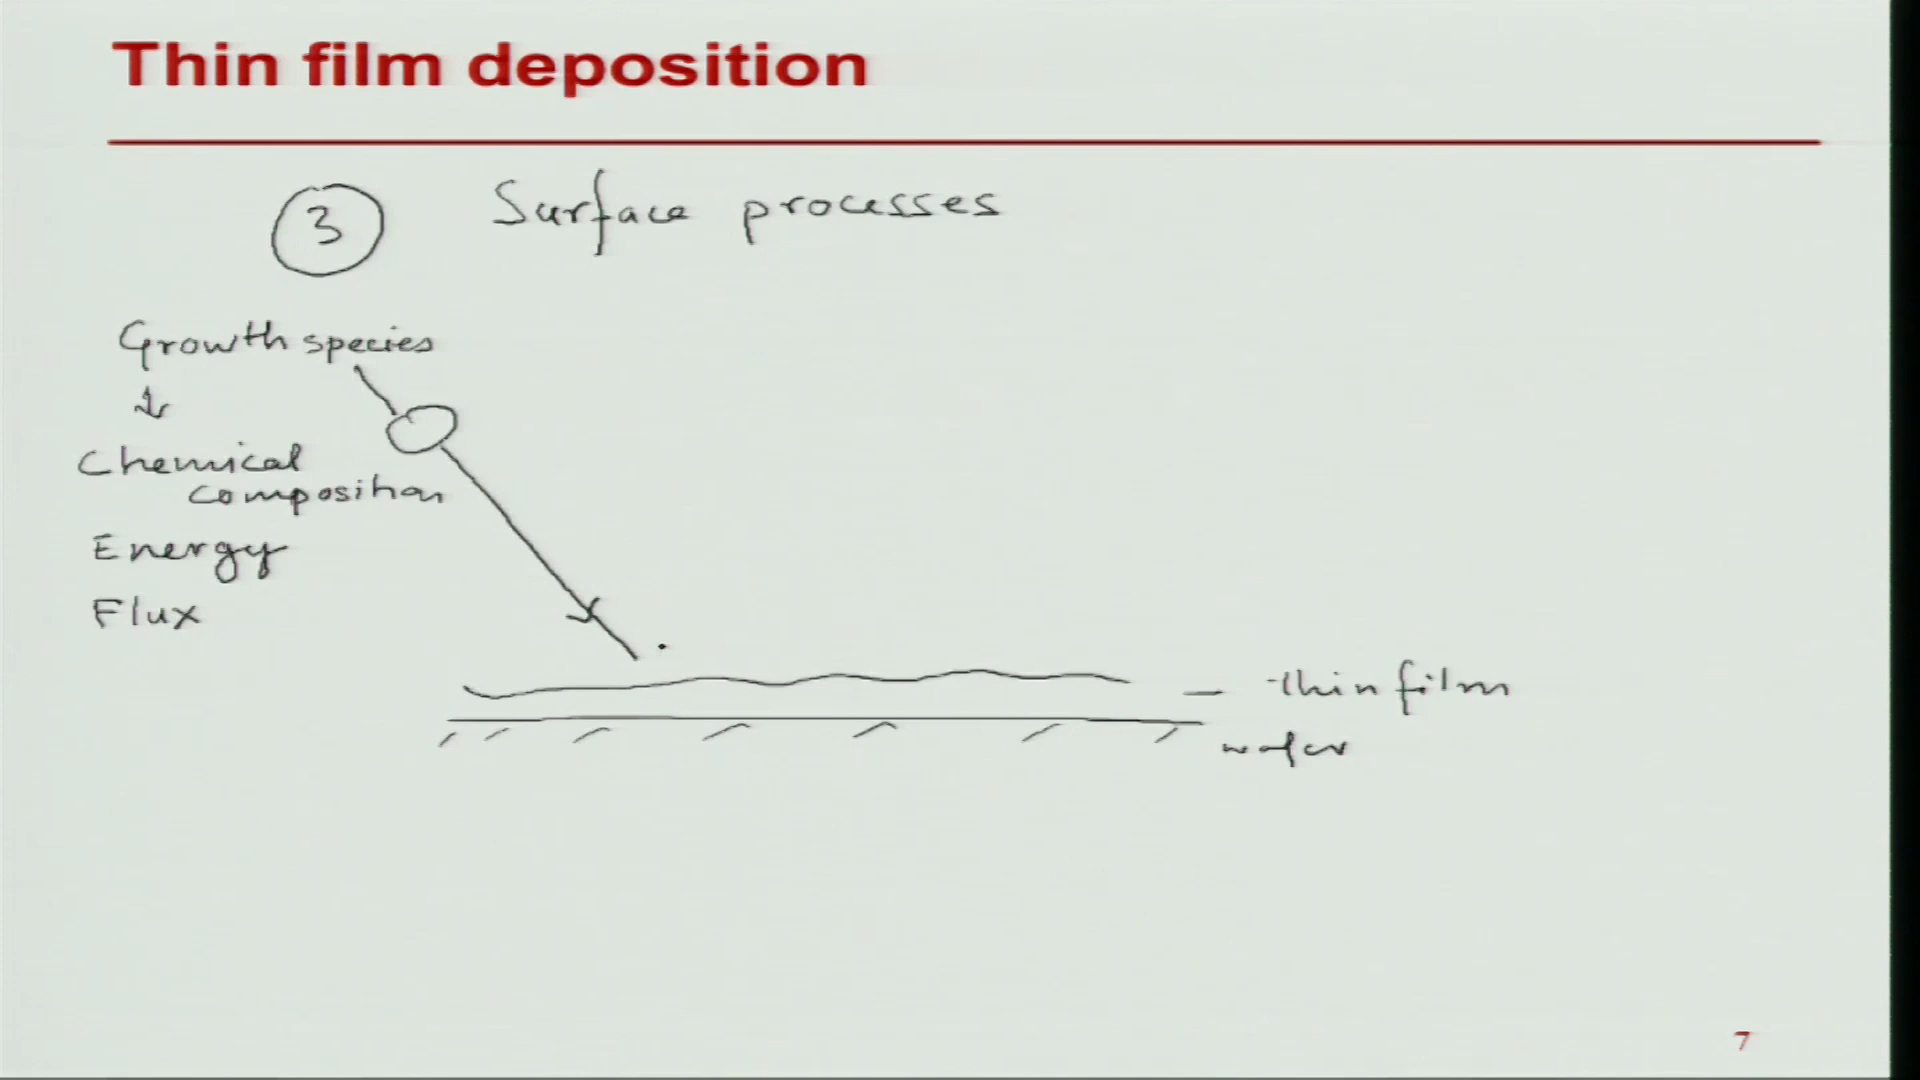 Thin film deposition
3 Surface processes
Growth species
Chemical
composition
Energy
Flux
- thin film
wafer
7